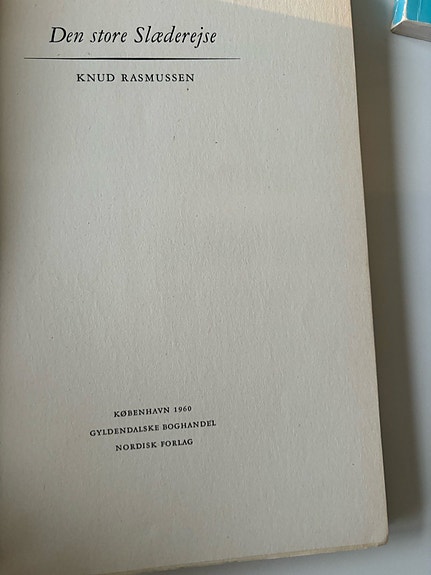 Den store Slæderejse
KNUD RASMUSSEN
KØBENHAVN 1960
GYLDENDALSKE BOGHANDEL
NORDISK FORLAG